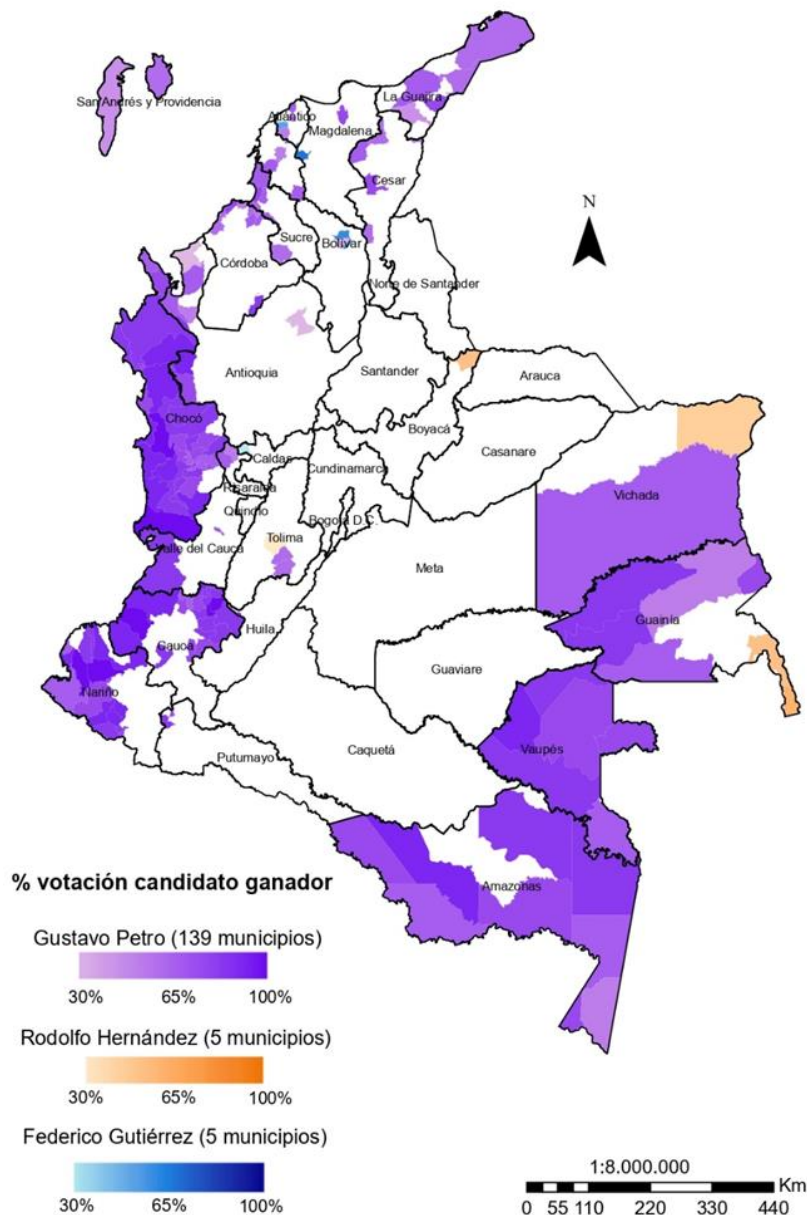 San Andrés y Providencia
La Guajira
Atlántico
Magdalena
Cesar
N
Sucre
Bolívar
Córdoba
Norte de Santander
Antioquia
Santander
Arauca
Chocó
Boyacá
Caldas
Casanare
Cundinamarca
Risaralda
Vichada
Quindío
Bogotá D.C.
Tolima
Valle del Cauca
Meta
Guainía
Huila
Cauca
Guaviare
Nariño
Vaupés
Caquetá
Putumayo
Amazonas
% votación candidato ganador
Gustavo Petro (139 municipios)
30% 65% 100%
Rodolfo Hernández (5 municipios)
30% 65% 100%
Federico Gutiérrez (5 municipios)
30% 65% 100%
1:8.000.000
Km
0 55 110 220 330 440